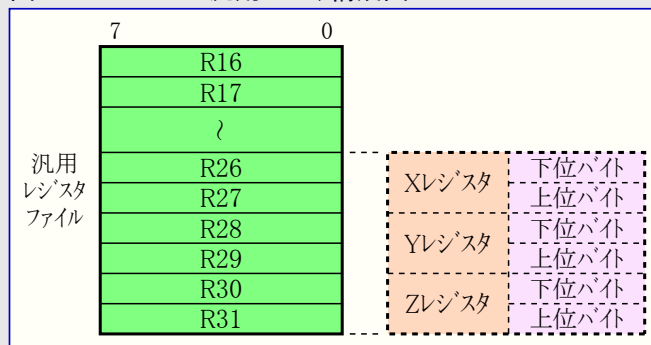 7 0
R16
R17
~
汎用
レジスタ
ファイル
R26
R27
R28
R29
R30
R31
Xレジスタ
下位バイト
上位バイト
Yレジスタ
下位バイト
上位バイト
Zレジスタ
下位バイト
上位バイト